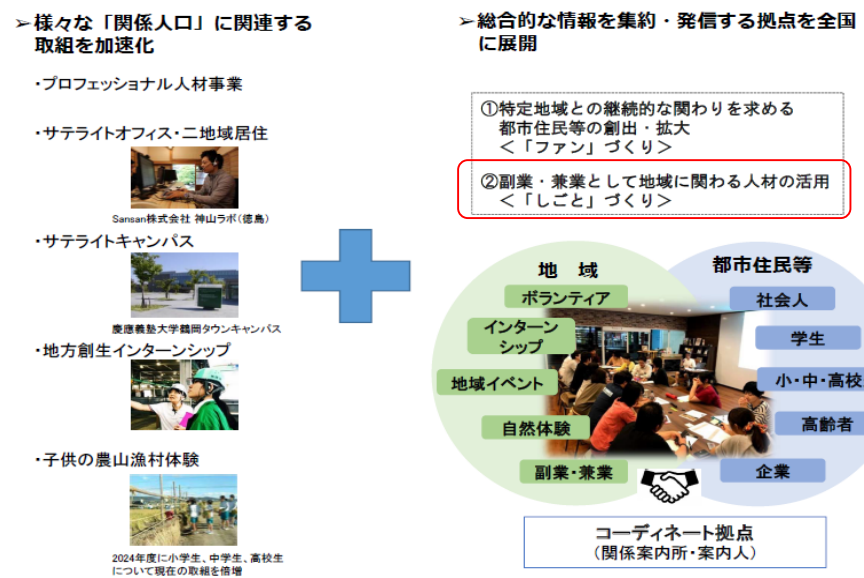 ➢様々な「関係人口」に関連する
取組を加速化
・プロフェッショナル人材事業
・サテライトオフィス・二地域居住
Sansan株式会社 神山ラボ(徳島)
・サテライトキャンパス
慶應義塾大学鶴岡タウンキャンパス
・地方創生インターンシップ
・子供の農山漁村体験
2024年度に小学生、中学生、高校生
について現在の取組を倍増
➢総合的な情報を集約・発信する拠点を全国
に展開
①特定地域との継続的な関わりを求める
都市住民等の創出・拡大
＜「ファン」づくり＞
②副業・兼業として地域に関わる人材の活用
＜「しごと」づくり＞
地　域
ボランティア
インターン
シップ
地域イベント
自然体験
副業・兼業
都市住民等
社会人
学生
小・中・高校
高齢者
企業
コーディネート拠点
(関係案内所・案内人)